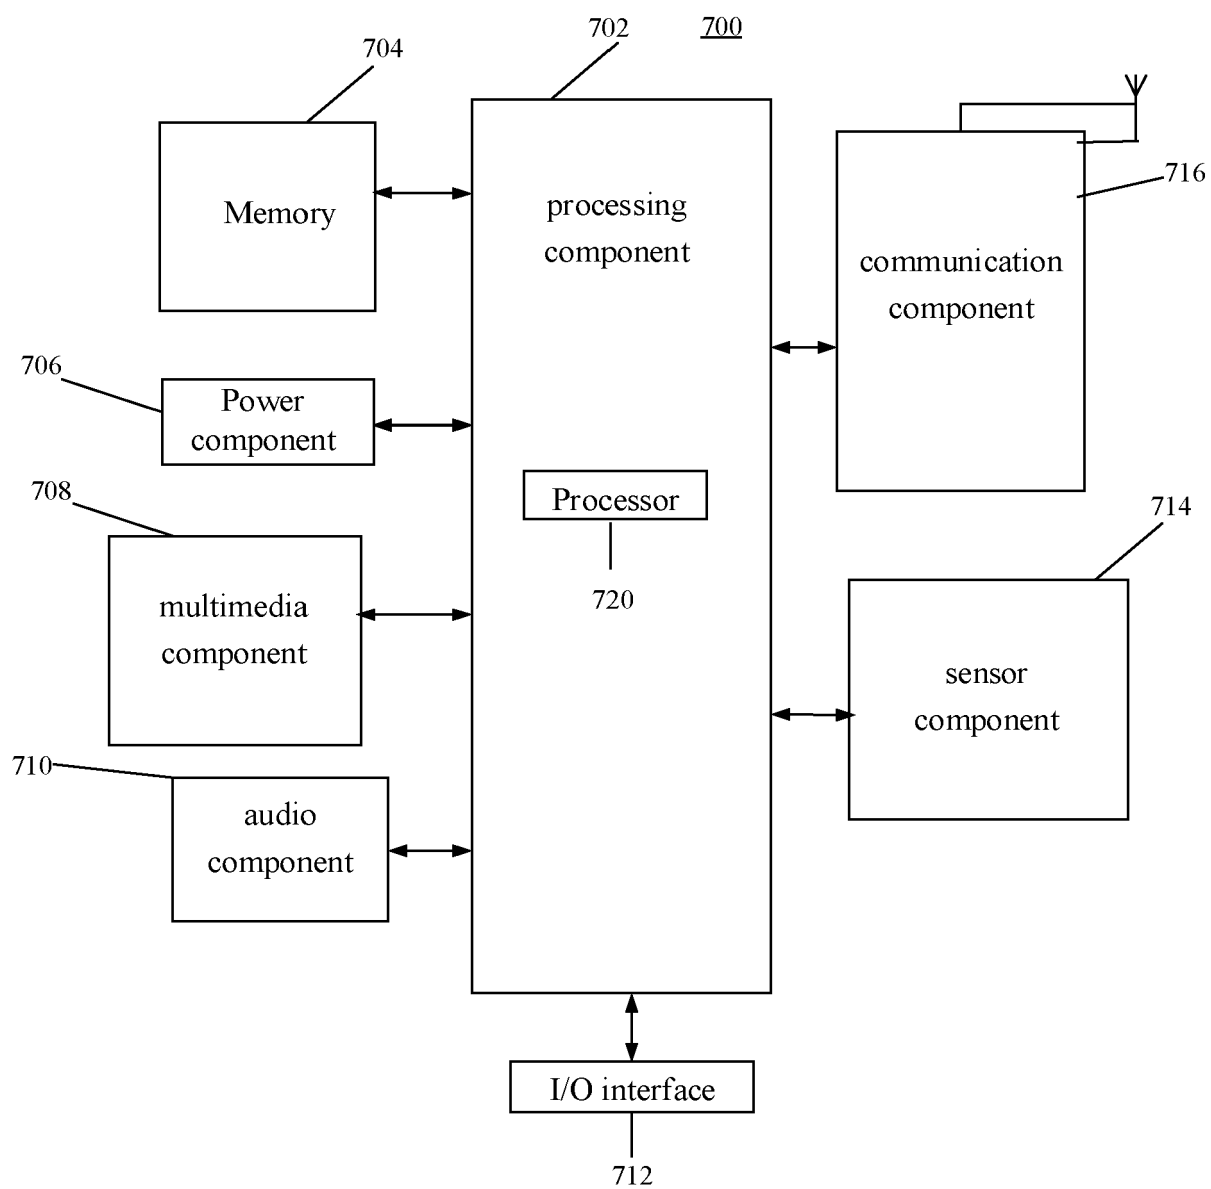 702
700
704
716
Memory
processing
component
communication
component
706
Power
component
708
Processor
714
720
multimedia
component
sensor
component
710
audio
component
I/O interface
712